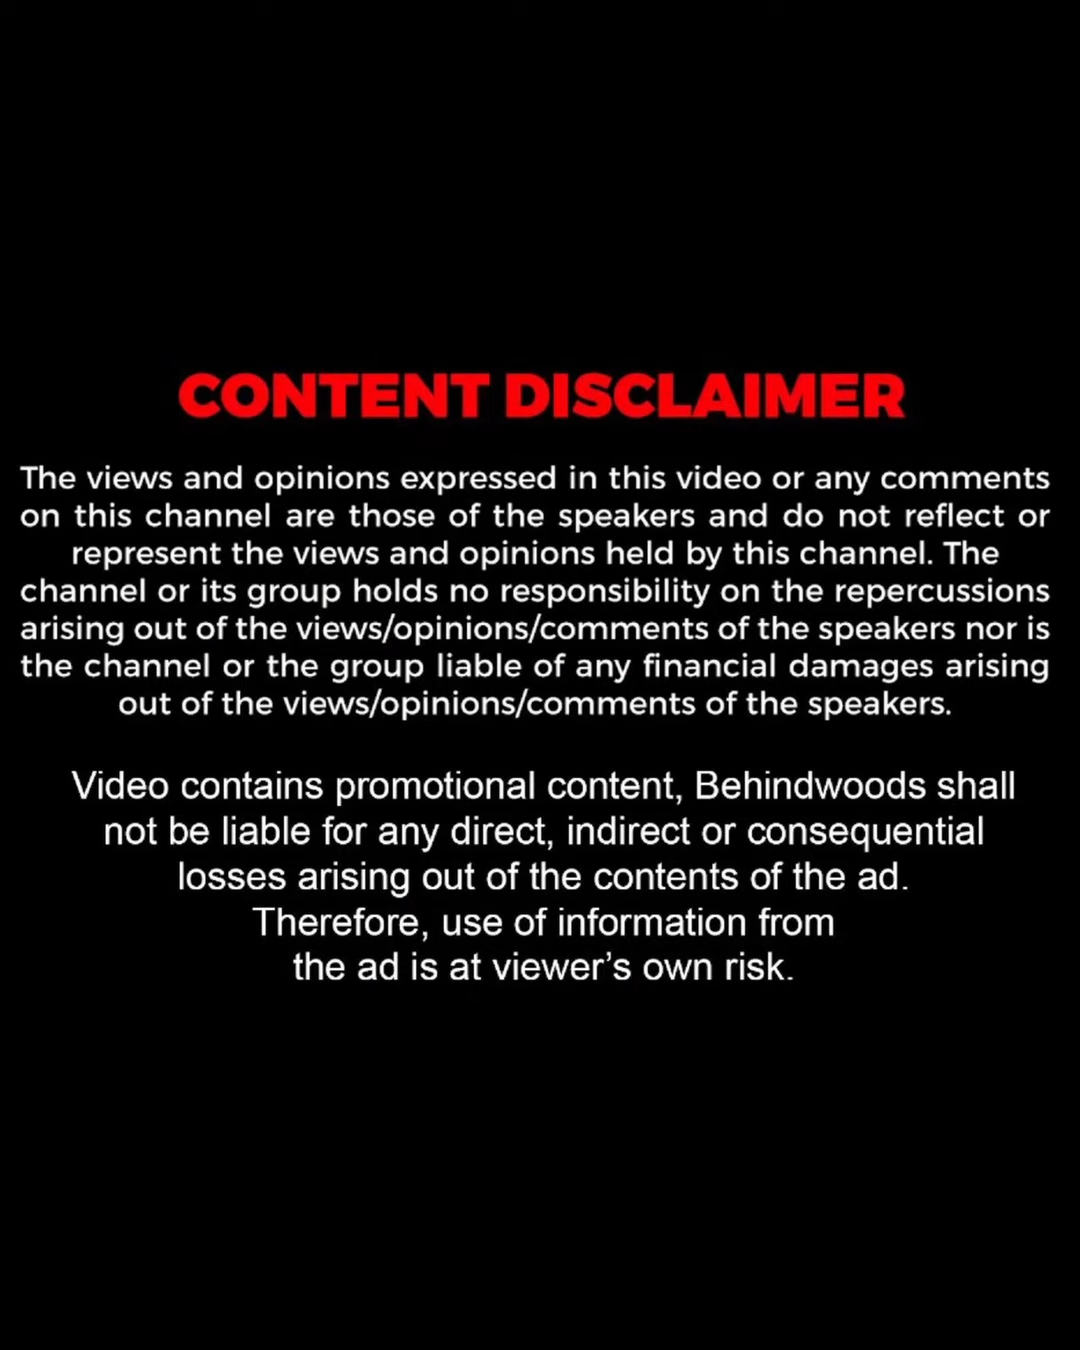 CONTENT DISCLAIMER
The views and opinions expressed in this video or any comments
on this channel are those of the speakers and do not reflect or
represent the views and opinions held by this channel. The
channel or its group holds no responsibility on the repercussions
arising out of the views/opinions/comments of the speakers nor is
the channel or the group liable of any financial damages arising
out of the views/opinions/comments of the speakers.
Video contains promotional content, Behindwoods shall
not be liable for any direct, indirect or consequential
losses arising out of the contents of the ad.
Therefore, use of information from
the ad is at viewer’s own risk.